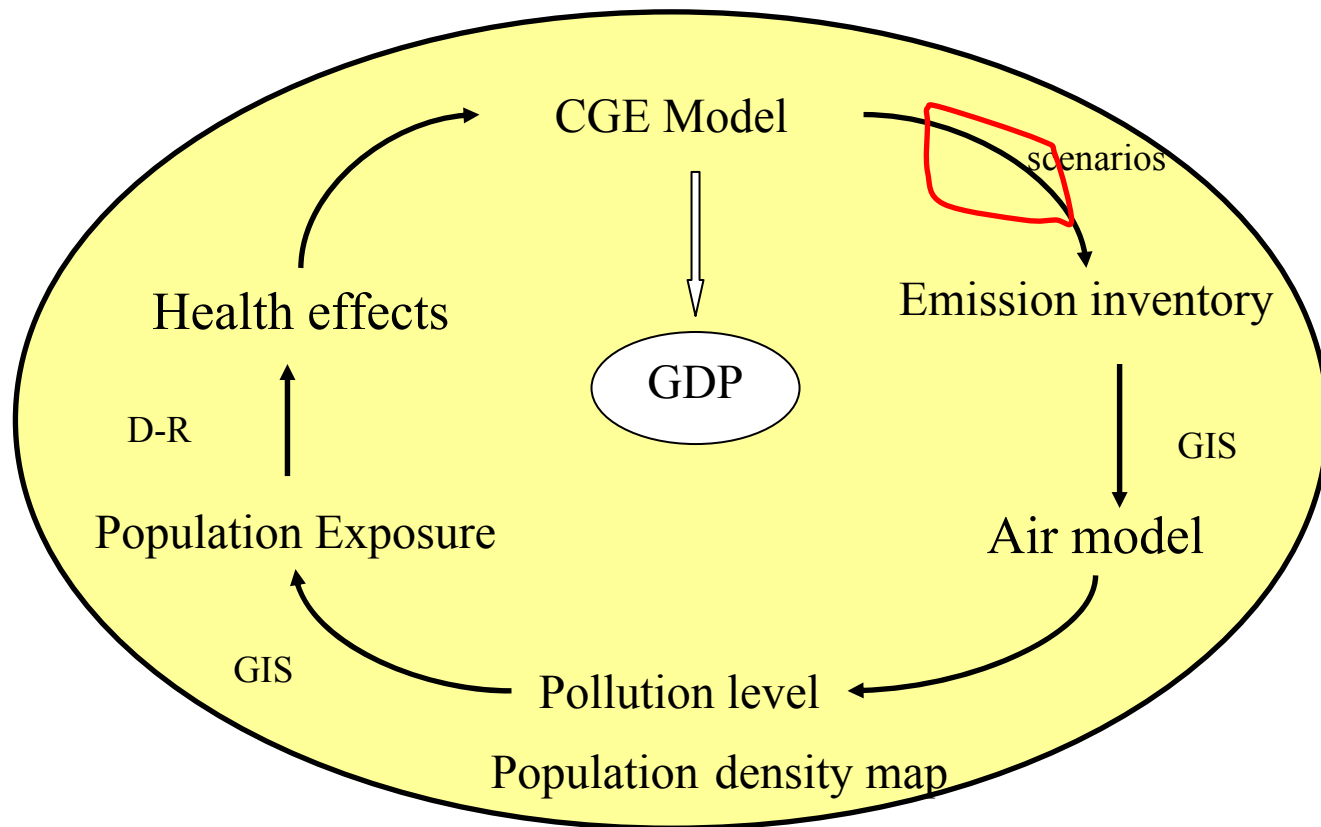 CGE Model
scenarios
Health effects
Emission inventory
GDP
D-R
GIS
Population Exposure
Air model
GIS
Pollution level
Population density map